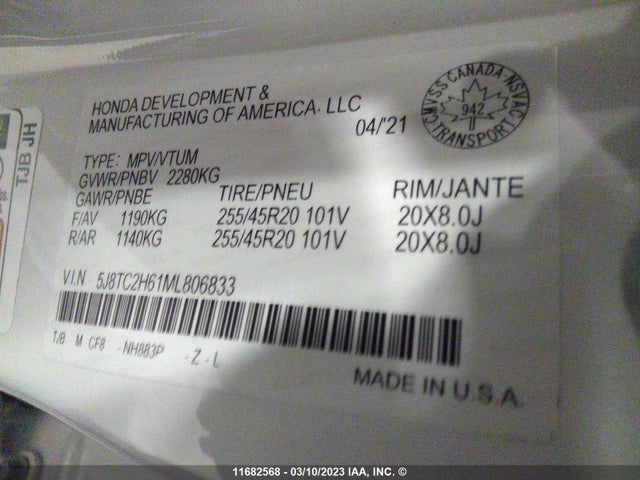 HONDA DEVELOPMENT &
MANUFACTURING OF AMERICA, LLC
04/21
CMVSS CANADA NSVAC
942
TRANSPORT
TJB JH
TYPE: MPV/VTUM
GVWR/PNBV 2280KG
GAWR/PNBE TIRE/PNEU RIM/JANTE
F/AV 1190KG 255/45R20 101V 20X8.0J
R/AR 1140KG 255/45R20 101V 20X8.0J
V.I.N 5J8TC2H61ML806833
TJB M CF8 -NH883P -Z-L
MADE IN U.S.A.
11682568 - 03/10/2023 IAA, INC. ©